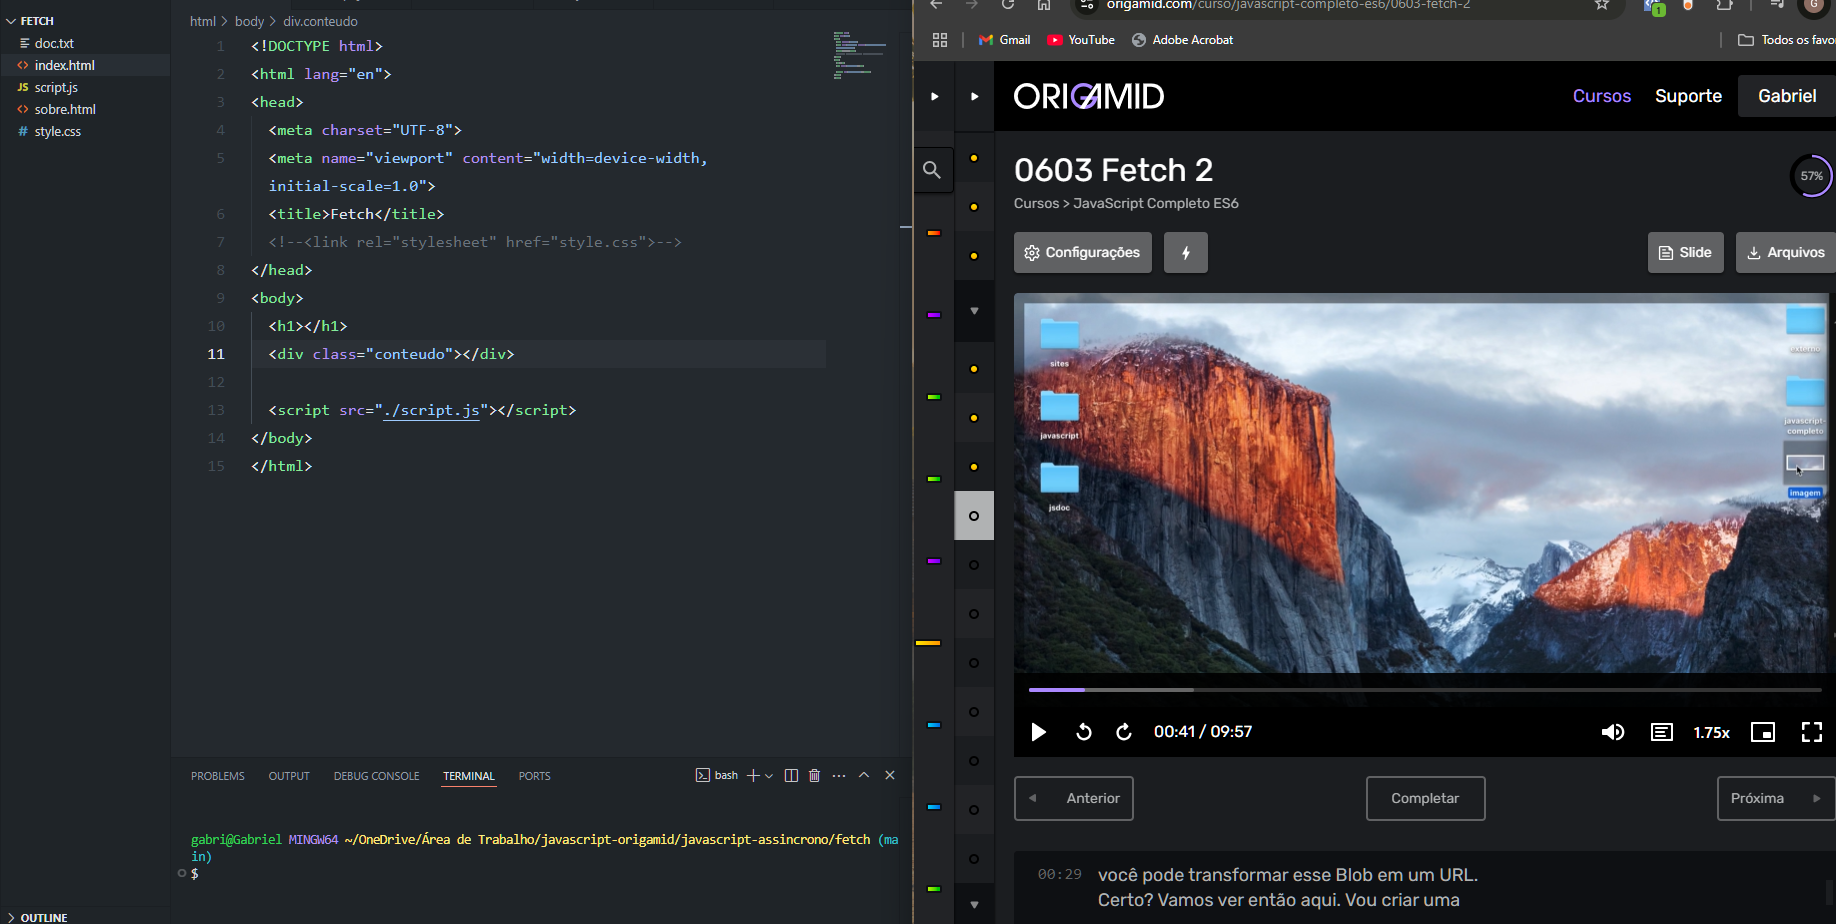 FETCH
doc.txt
index.html
JS script.js
sobre.html
# style.css
OUTLINE
html > body > div.conteudo
1 <!DOCTYPE html>
2 <html lang="en">
3 <head>
4 <meta charset="UTF-8">
5 <meta name="viewport" content="width=device-width,
initial-scale=1.0">
6 <title>Fetch</title>
7 <!--<link rel="stylesheet" href="style.css">-->
8 </head>
9 <body>
10 <h1></h1>
11 <div class="conteudo"></div>
12
13 <script src="./script.js"></script>
14 </body>
15 </html>
PROBLEMS OUTPUT DEBUG CONSOLE TERMINAL PORTS
bash
gabri@Gabriel MINGW64 ~/OneDrive/Área de Trabalho/javascript-origamid/javascript-assincrono/fetch (ma
in)
$
origamid.com/curso/javascript-completo-es6/0603-fetch-2
1
G
Gmail YouTube Adobe Acrobat
Todos os favo
ORIGAMID
Cursos Suporte Gabriel
0603 Fetch 2
57%
Cursos > JavaScript Completo ES6
Configurações
Slide Arquivos
sites
externo
javascript
javascript-
completo
imagem
jsdoc
00:41 / 09:57
1.75x
Anterior Completar Próxima
00:29 você pode transformar esse Blob em um URL.
Certo? Vamos ver então aqui. Vou criar uma